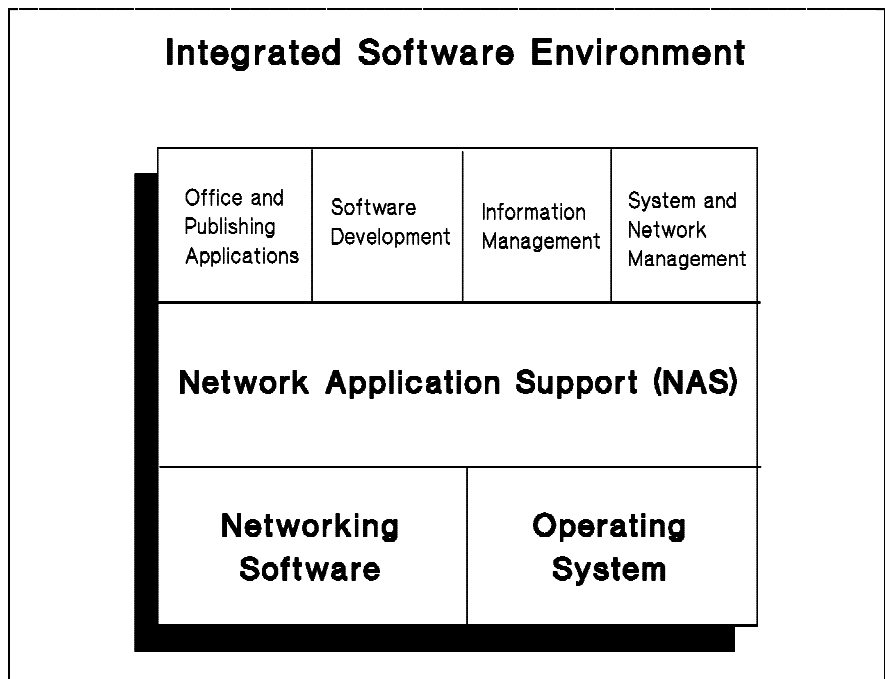 Integrated Software Environment
Office and
Publishing
Applications
Software
Development
Information
Management
System and
Network
Management
Network Application Support (NAS)
Networking
Software
Operating
System